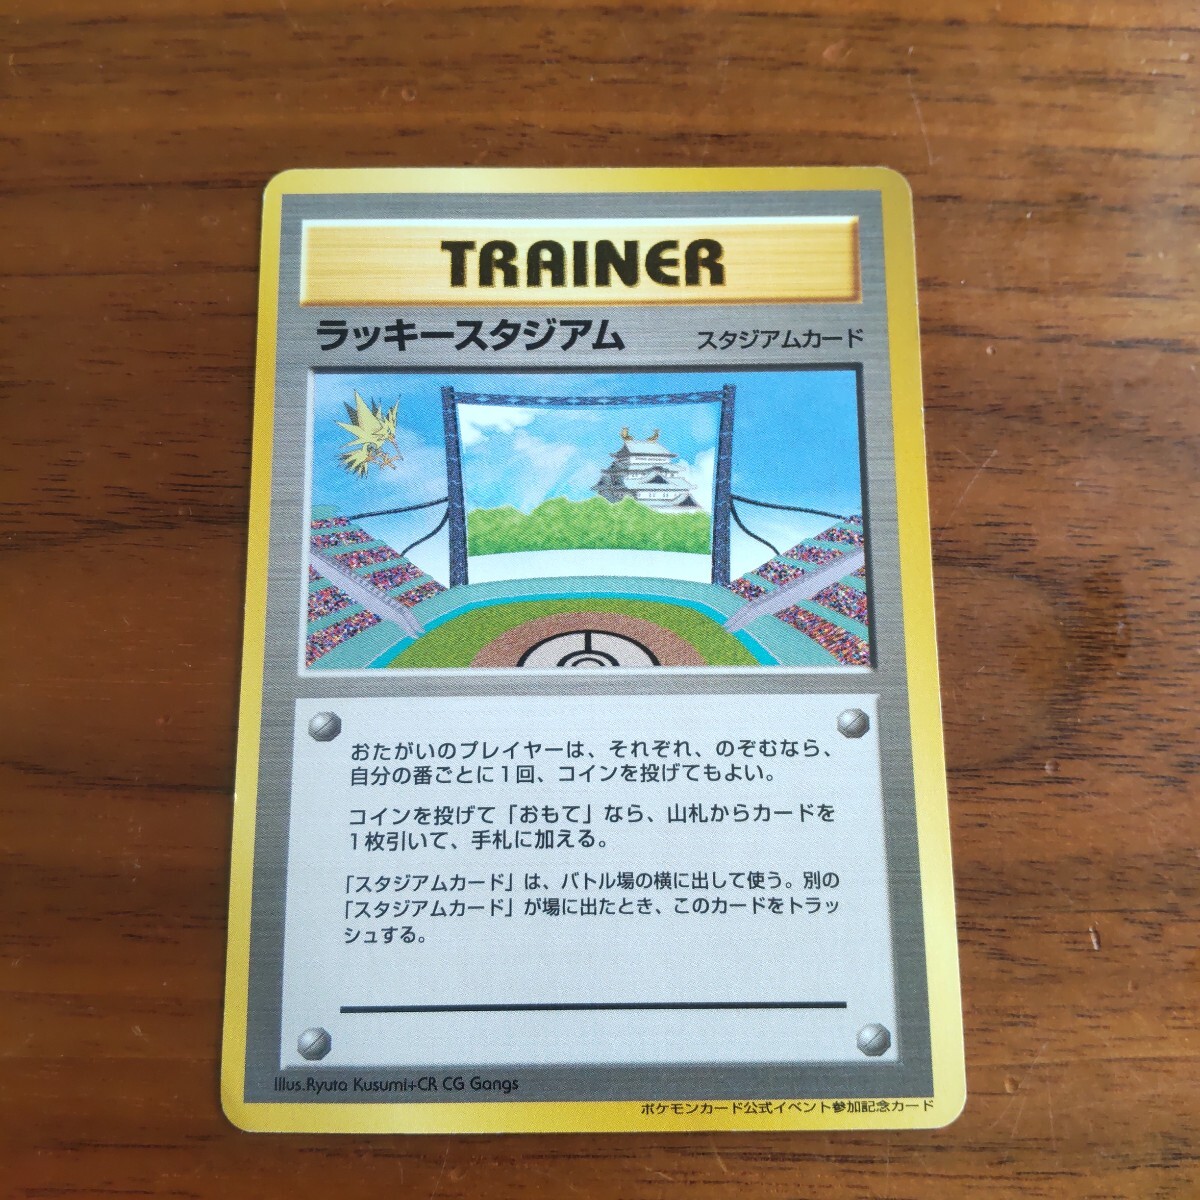 TRAINER
ラッキースタジアム スタジアムカード
おたがいのプレイヤーは、それぞれ、のぞむなら、
自分の番ごとに1回、コインを投げてもよい。
コインを投げて「おもて」なら、山札からカードを
1枚引いて、手札に加える。
「スタジアムカード」は、バトル場の横に出して使う。別の
「スタジアムカード」が場に出たとき、このカードをトラッ
シュする。
Illus.Ryuta Kusumi+CR CG Gangs
ポケモンカード公式イベント参加記念カード